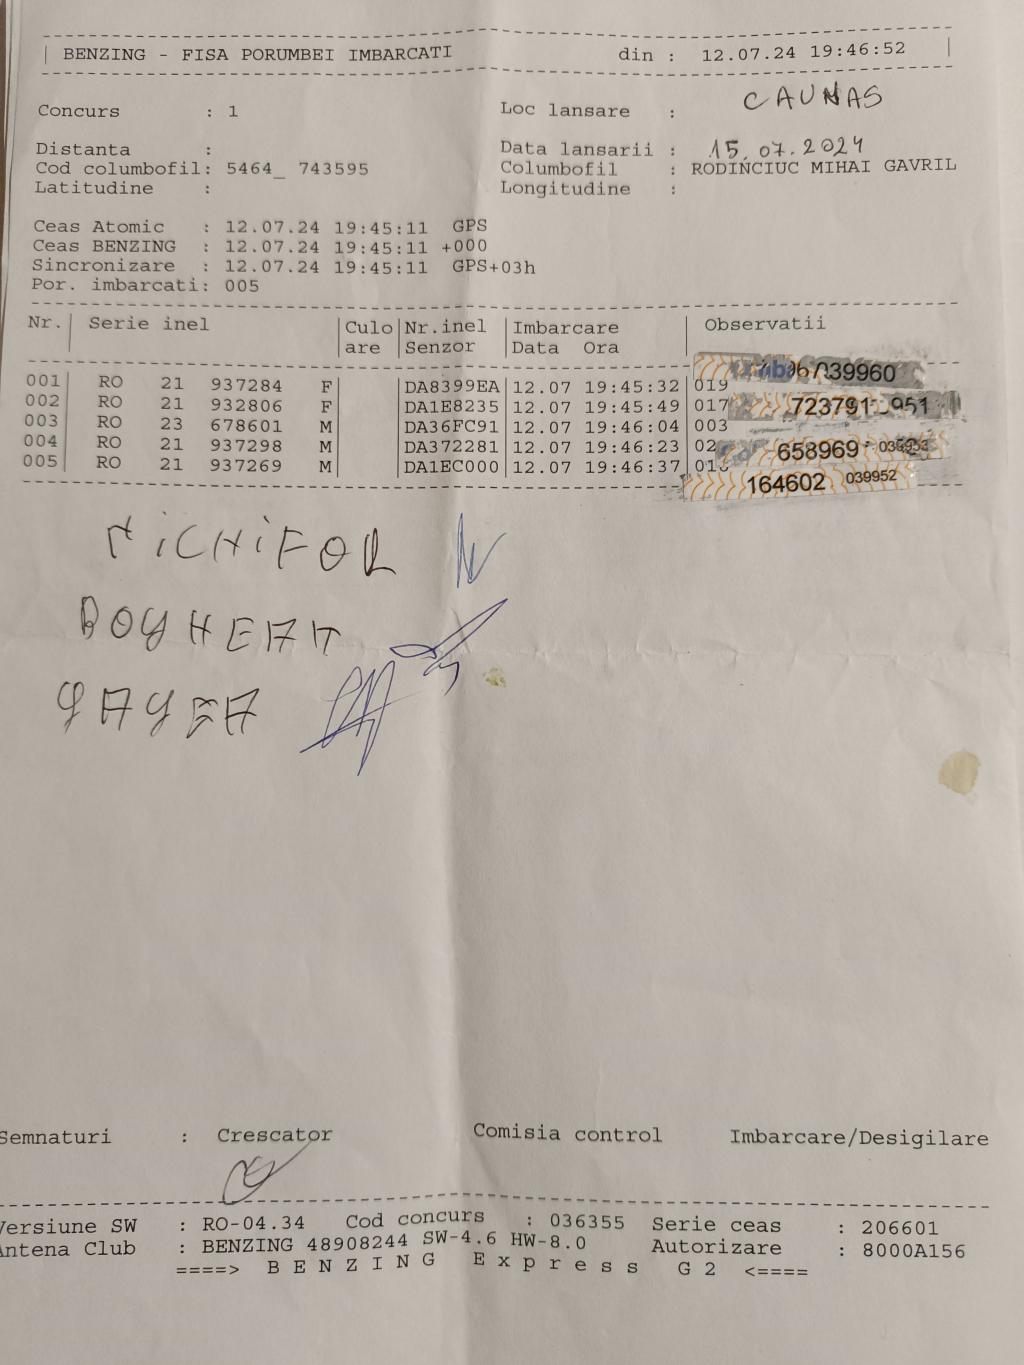 BENZING - FISA PORUMBEI IMBARCATI din : 12.07.24 19:46:52
Concurs : 1 Loc lansare : CAUNAS
Distanta : Data lansarii : 15.07.2024
Cod columbofil: 5464_ 743595 Columbofil : RODINCIUC MIHAI GAVRIL
Latitudine : Longitudine :
Ceas Atomic : 12.07.24 19:45:11 GPS
Ceas BENZING : 12.07.24 19:45:11 +000
Sincronizare : 12.07.24 19:45:11 GPS+03h
Por. imbarcati: 005
Nr. Serie inel Culo Nr.inel Imbarcare Observatii
are Senzor Data Ora
001 RO 21 937284 F DA8399EA 12.07 19:45:32 019 039960
002 RO 21 932806 F DA1E8235 12.07 19:45:49 017
003 RO 23 678601 M DA36FC91 12.07 19:46:04 003
004 RO 21 937298 M DA372281 12.07 19:46:23 658969
005 RO 21 937269 M DA1EC000 12.07 19:46:37
164602 039952
NICHIFOR
Semnaturi : Crescator Comisia control Imbarcare/Desigilare
Versiune SW : RO-04.34 Cod concurs : 036355 Serie ceas : 206601
Antena Club : BENZING 48908244 SW-4.6 HW-8.0 Autorizare : 8000A156
====> B E N Z I N G E x p r e s s G 2 <====